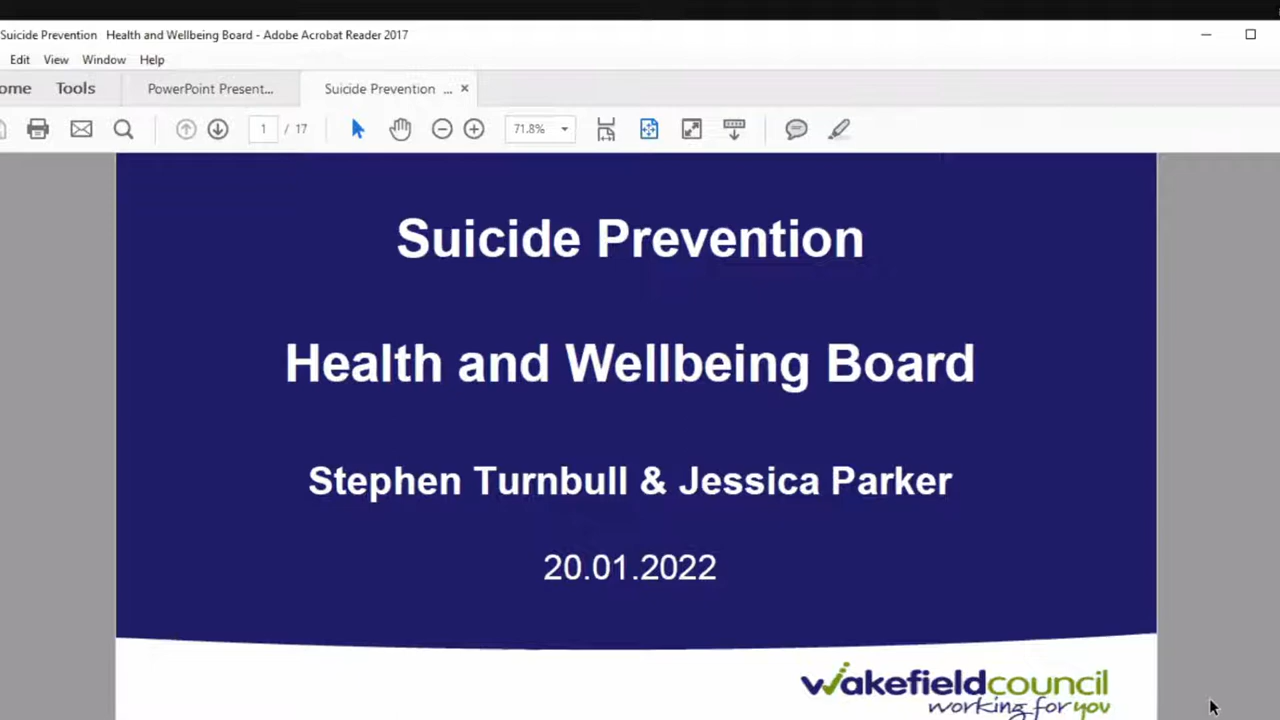 Suicide Prevention Health and Wellbeing Board - Adobe Acrobat Reader 2017
Edit View Window Help
ome Tools PowerPoint Present... Suicide Prevention ... ×
1 / 17 71.8%
Suicide Prevention
Health and Wellbeing Board
Stephen Turnbull & Jessica Parker
20.01.2022
wakefieldcouncil
working for you